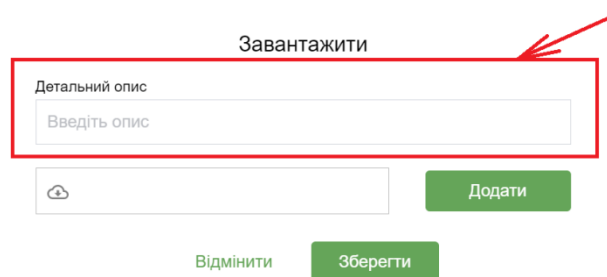 Завантажити
Детальний опис
Введіть опис
Додати
Відмінити Зберегти